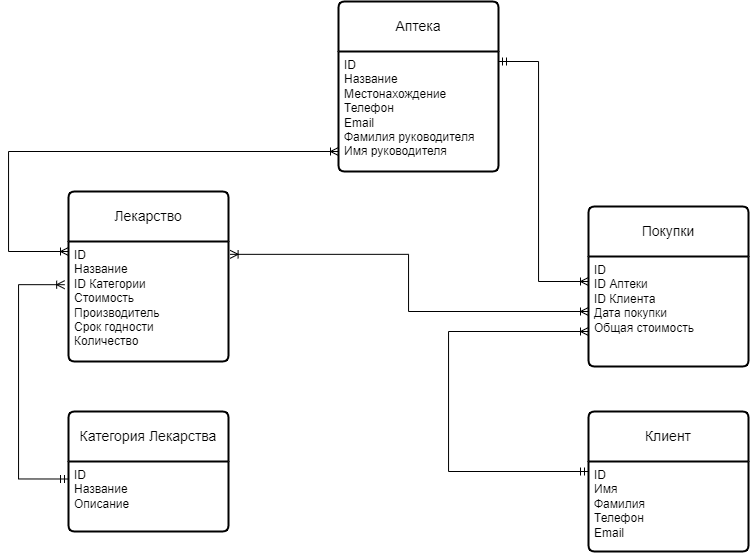 Аптека
ID
Название
Местонахождение
Телефон
Email
Фамилия руководителя
Имя руководителя
Лекарство
ID
Название
ID Категории
Стоимость
Производитель
Срок годности
Количество
Покупки
ID
ID Аптеки
ID Клиента
Дата покупки
Общая стоимость
Категория Лекарства
ID
Название
Описание
Клиент
ID
Имя
Фамилия
Телефон
Email